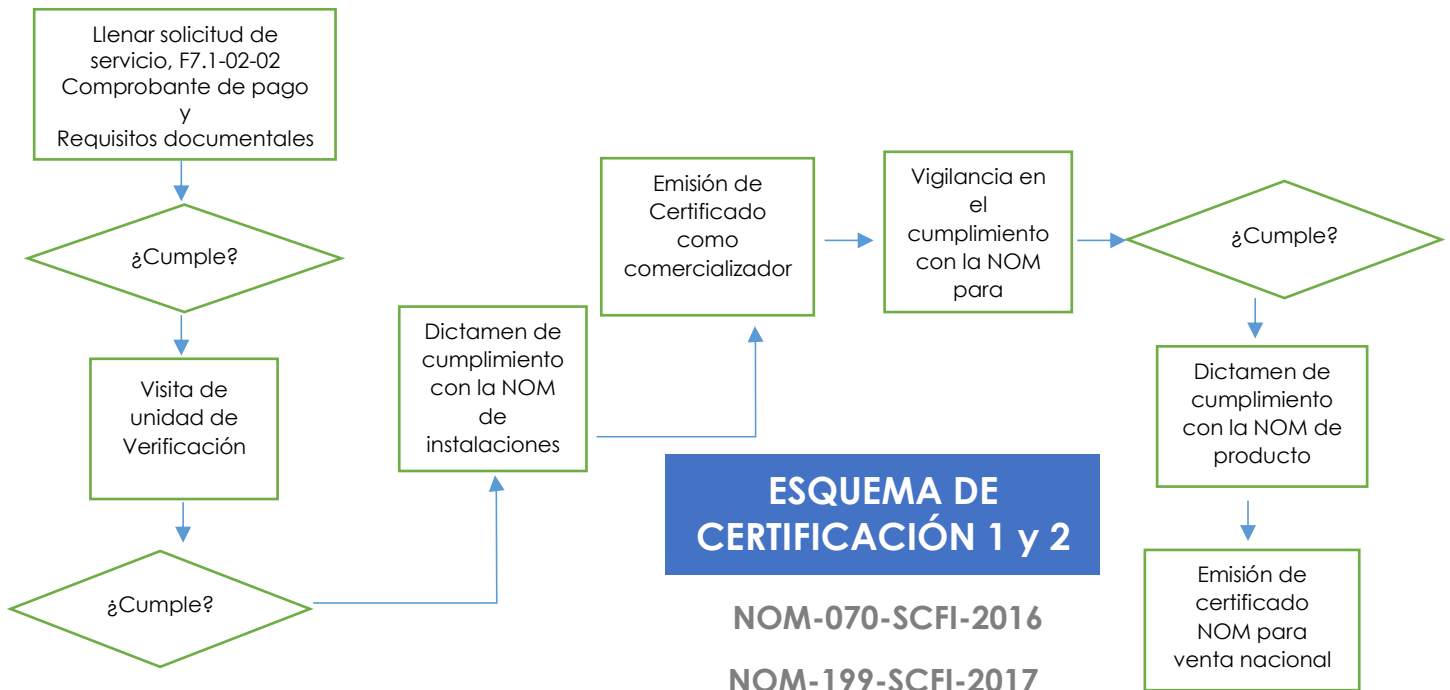 Llenar solicitud de
servicio, F7.1-02-02
Comprobante de pago
y
Requisitos documentales
¿Cumple?
Visita de
unidad de
Verificación
¿Cumple?
Dictamen de
cumplimiento
con la NOM
de
instalaciones
Emisión de
Certificado
como
comercializador
Vigilancia en
el
cumplimiento
con la NOM
para
¿Cumple?
Dictamen de
cumplimiento
con la NOM de
producto
Emisión de
certificado
NOM para
venta nacional
ESQUEMA DE
CERTIFICACIÓN 1 y 2
NOM-070-SCFI-2016
NOM-199-SCFI-2017